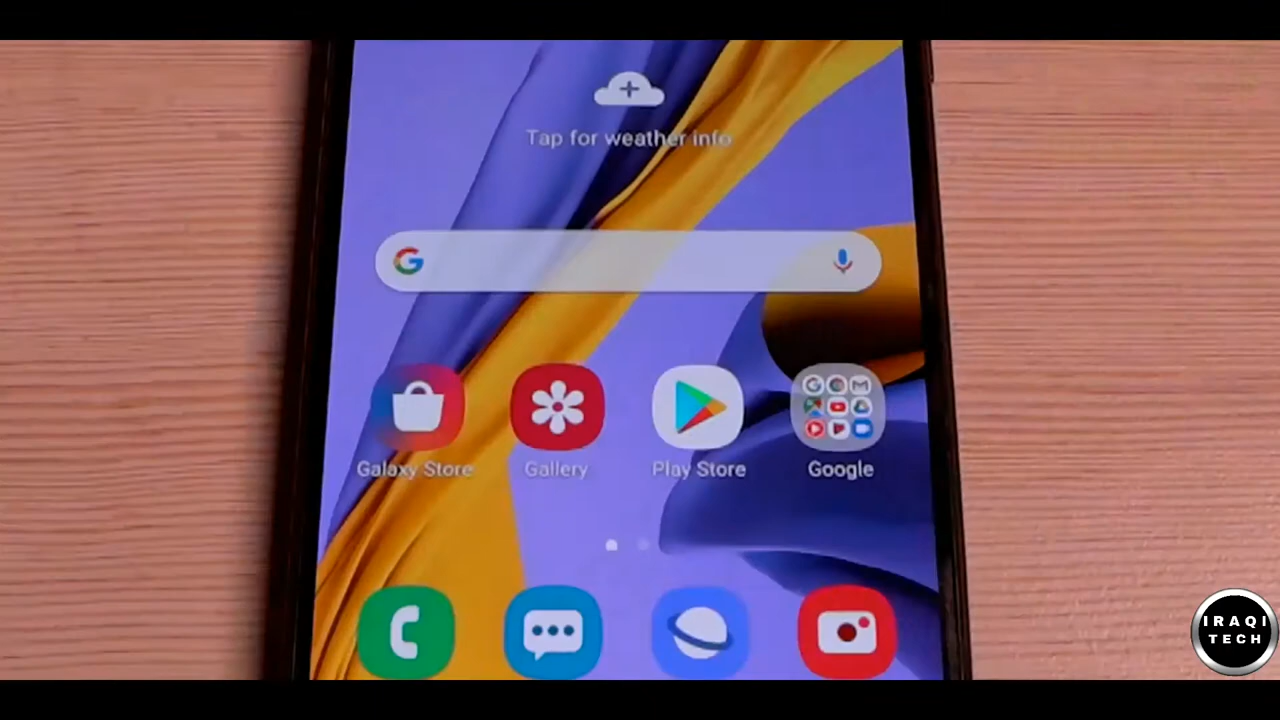 Tap for weather info
Galaxy Store
Gallery
Play Store
Google
IRAQI
TECH